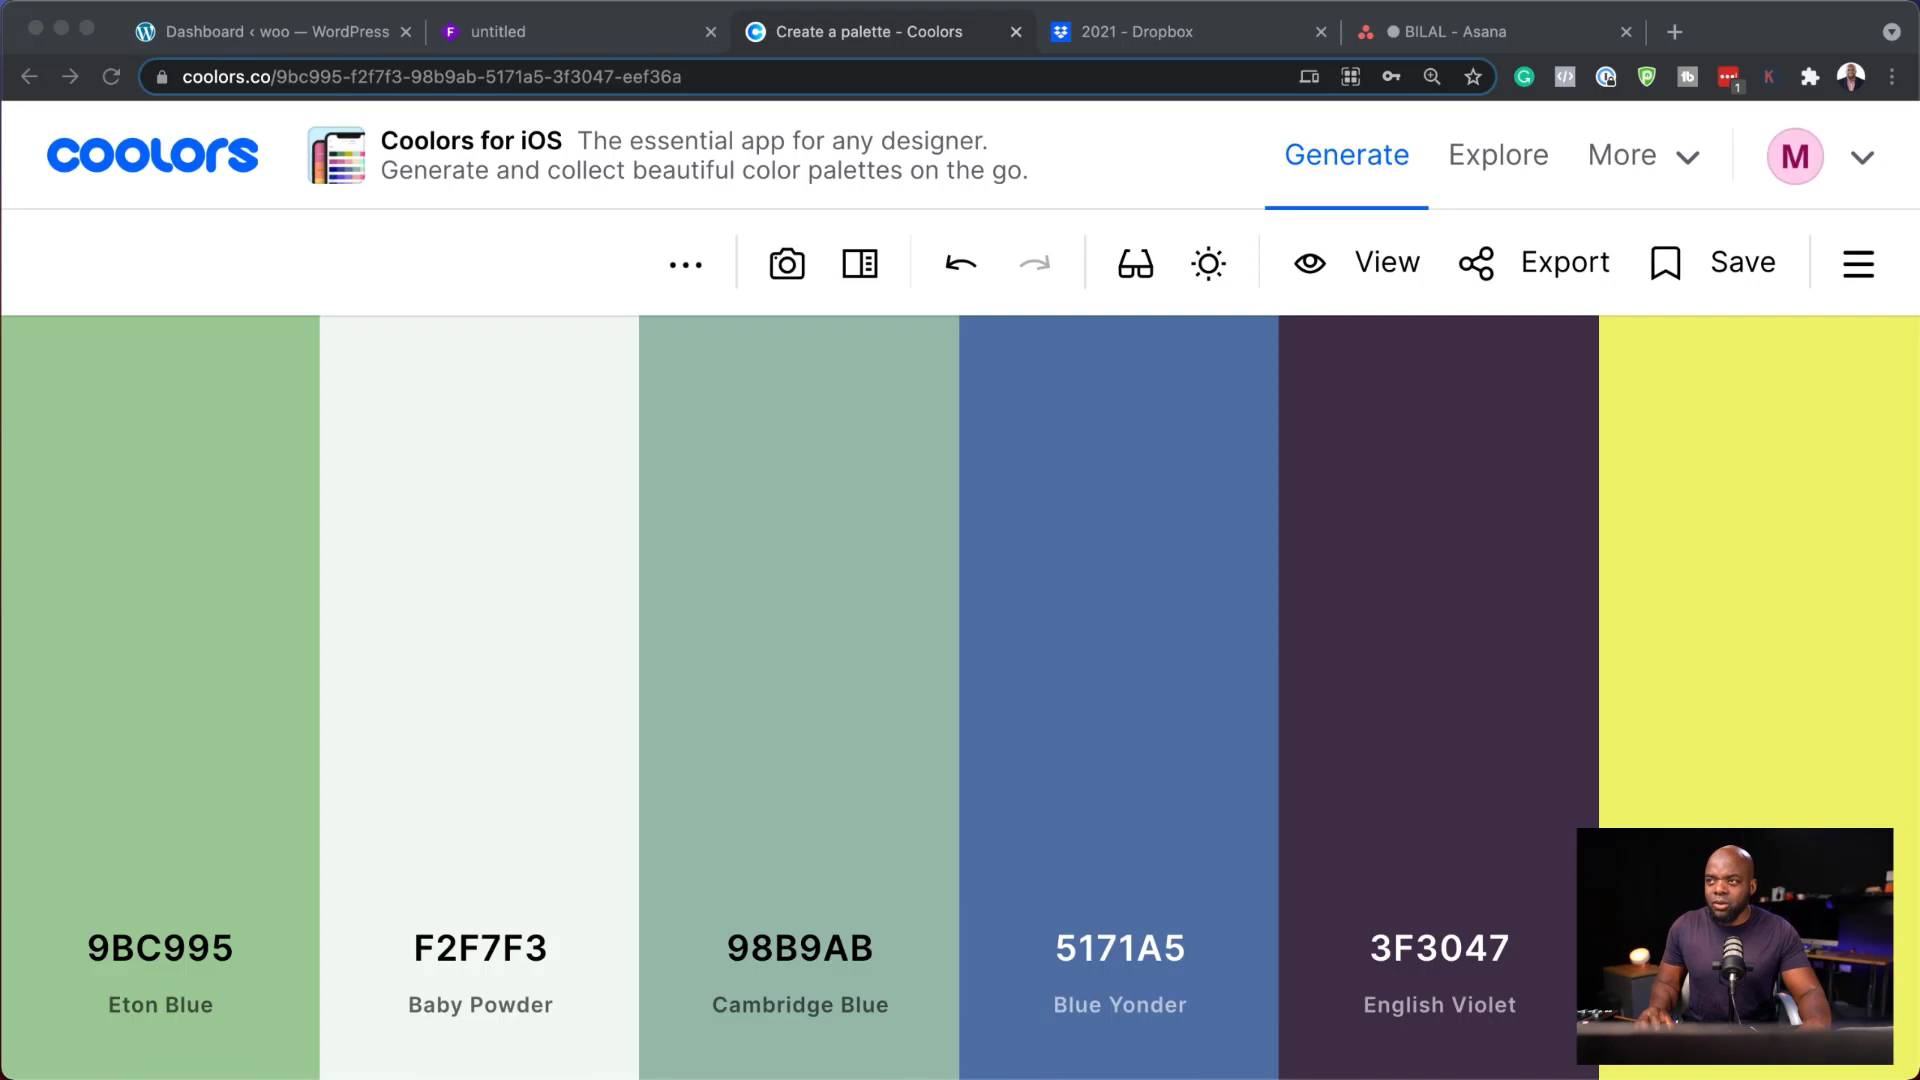 Dashboard ‹ woo — WordPress
untitled
Create a palette - Coolors
2021 - Dropbox
BILAL - Asana
coolors.co/9bc995-f2f7f3-98b9ab-5171a5-3f3047-eef36a
1
coolors
Coolors for iOS The essential app for any designer.
Generate and collect beautiful color palettes on the go.
Generate
Explore
More
M
View
Export
Save
9BC995
F2F7F3
98B9AB
5171A5
3F3047
Eton Blue
Baby Powder
Cambridge Blue
Blue Yonder
English Violet